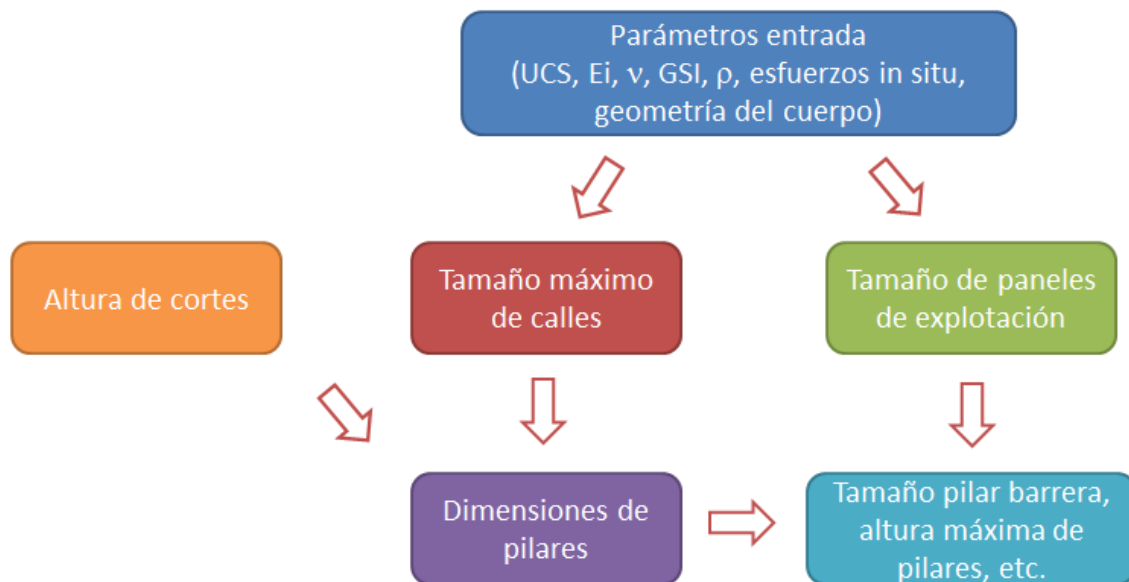 Parámetros entrada
(UCS, Ei, ν, GSI, ρ, esfuerzos in situ,
geometría del cuerpo)
Altura de cortes
Tamaño máximo
de calles
Tamaño de paneles
de explotación
Dimensiones de
pilares
Tamaño pilar barrera,
altura máxima de
pilares, etc.